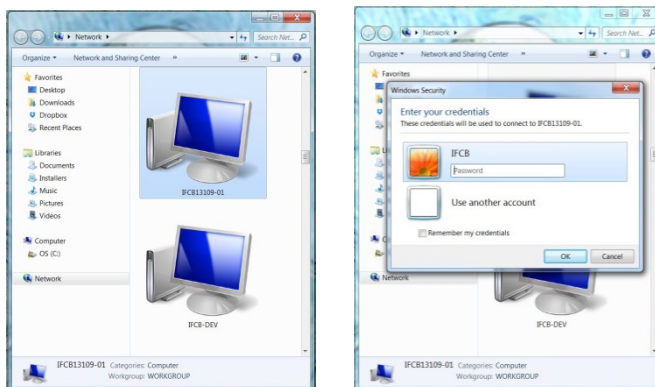 Network
Search Net...
Organize Network and Sharing Center »
Favorites
Desktop
Downloads
Dropbox
Recent Places
Libraries
Documents
Installers
Music
Pictures
Videos
Computer
OS (C:)
Network
IFCB13109-01
IFCB-DEV
IFCB13109-01 Categories: Computer
Workgroup: WORKGROUP
Network
Search Net...
Organize Network and Sharing Center »
Favorites
Windows Security
Enter your credentials
These credentials will be used to connect to IFCB13109-01.
IFCB
Password
Use another account
Remember my credentials
OK Cancel
OS (C:)
Network
IFCB-DEV
IFCB13109-01 Categories: Computer
Workgroup: WORKGROUP